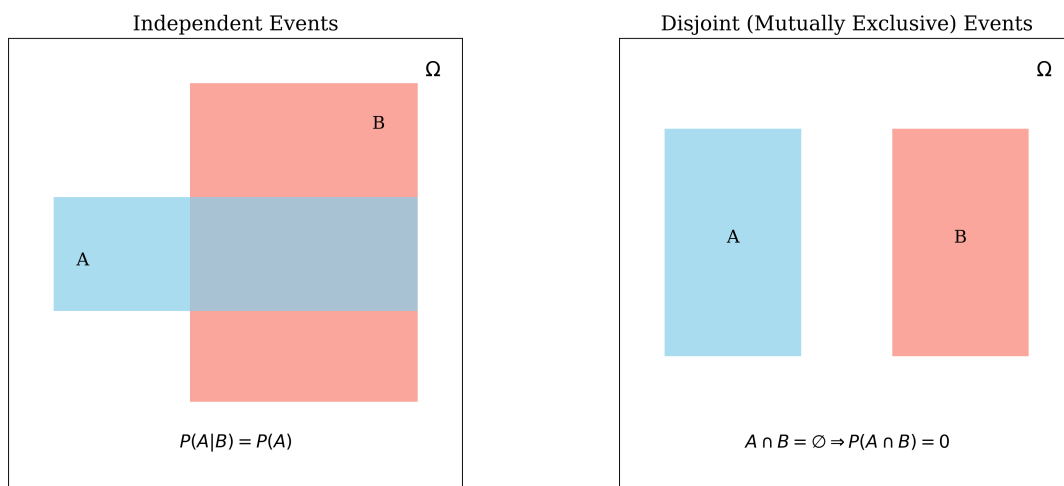 Independent Events
Ω
B
A
P(A|B) = P(A)
Disjoint (Mutually Exclusive) Events
Ω
A
B
A ∩ B = ∅ ⇒ P(A ∩ B) = 0